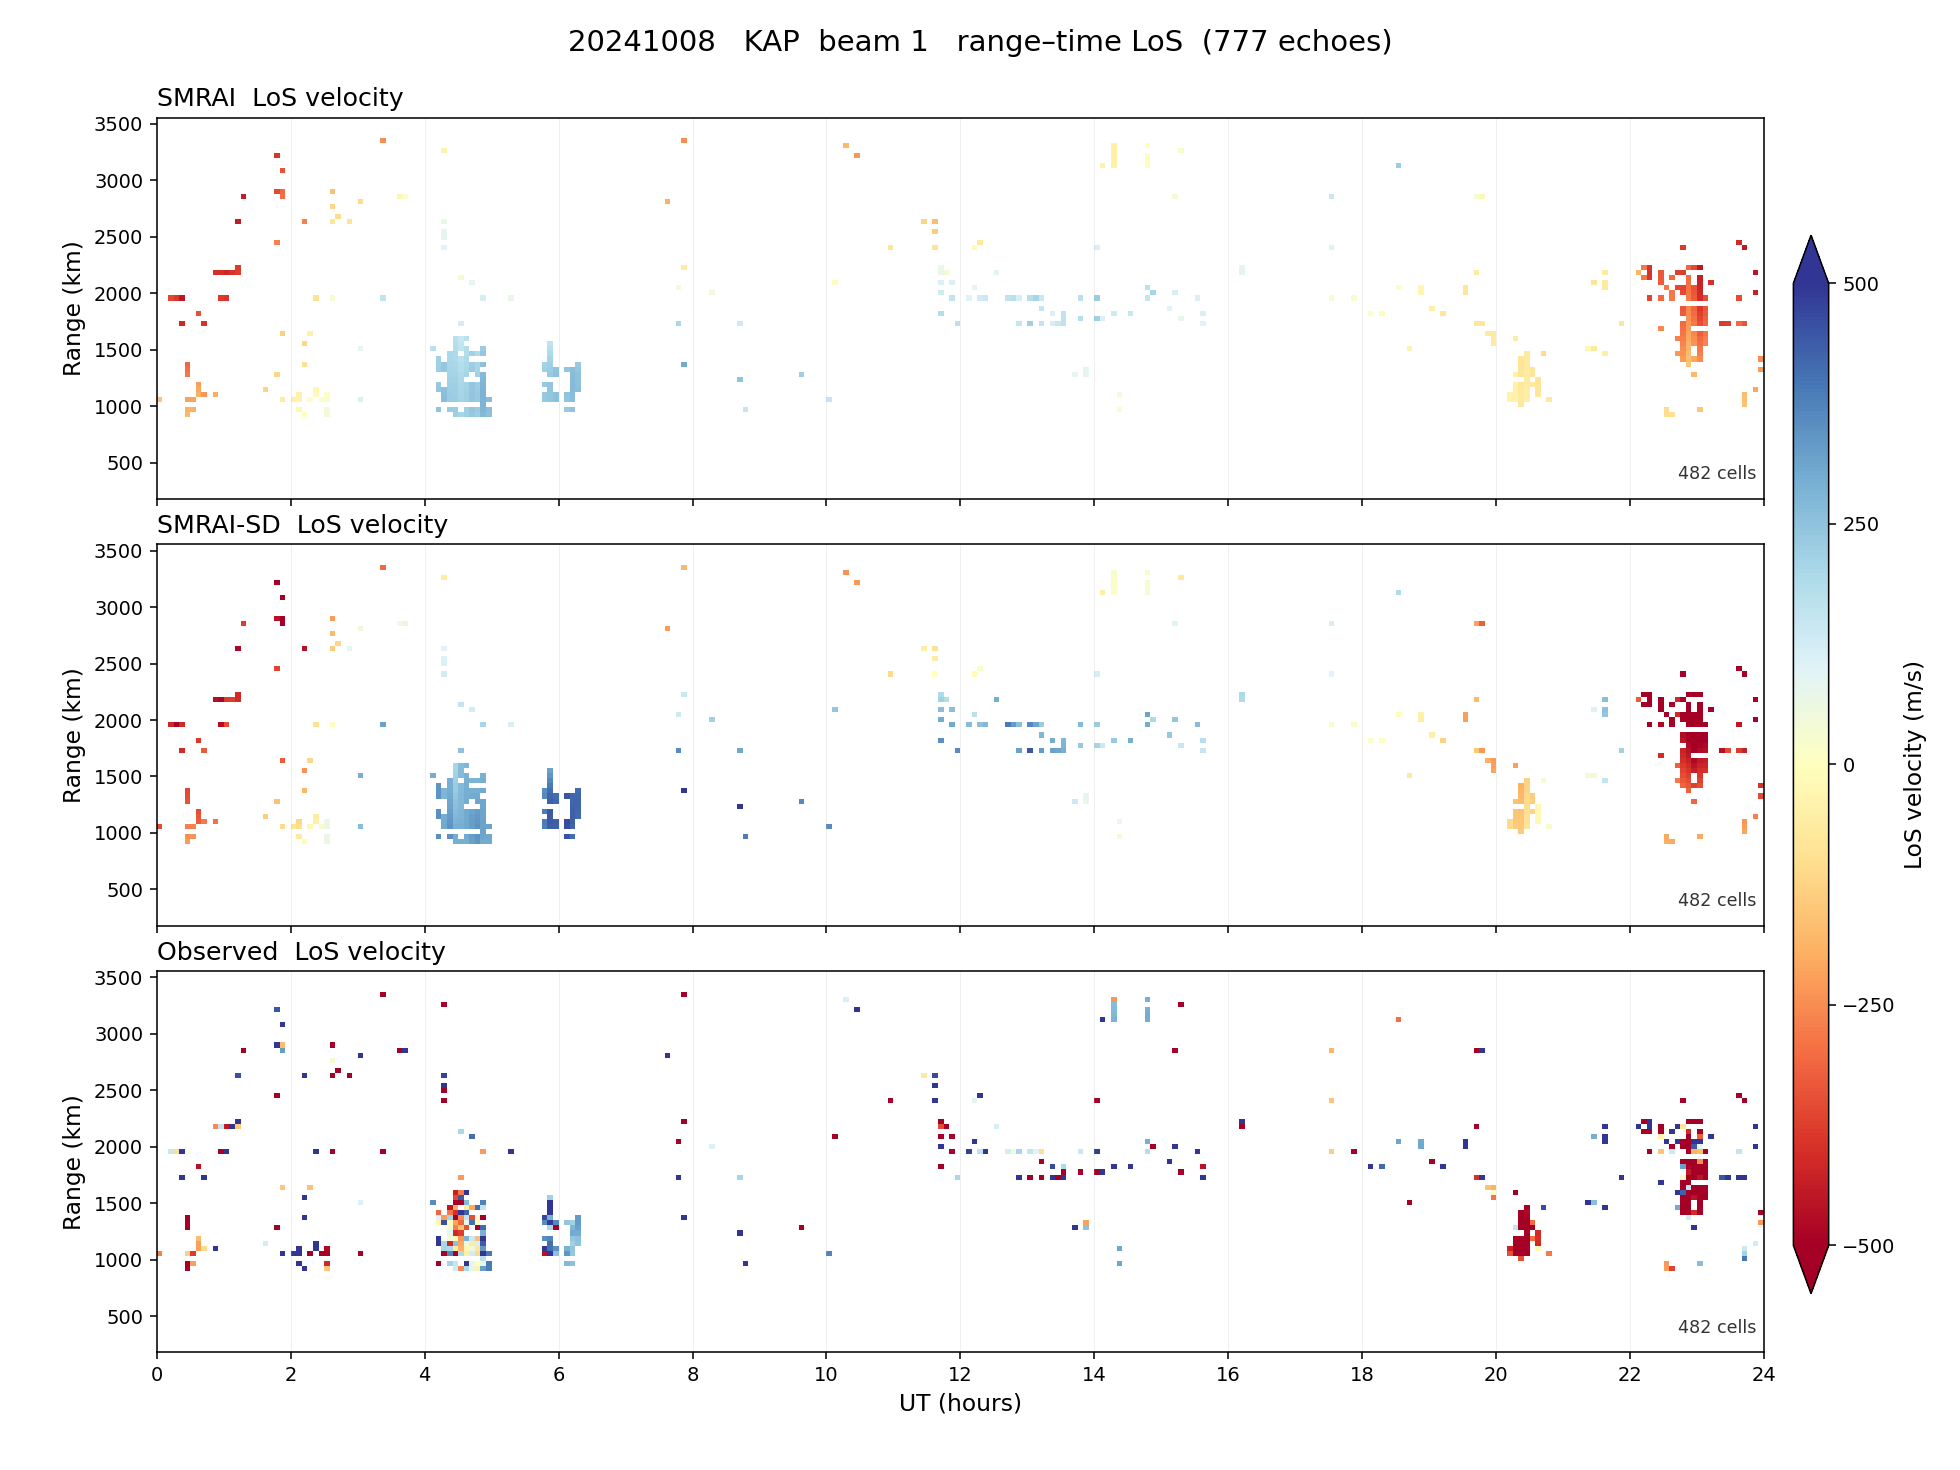 20241008   KAP  beam 1   range–time LoS  (777 echoes)
SMRAI  LoS velocity
3500
3000
2500
2000
1500
1000
500
Range (km)
482 cells
SMRAI-SD  LoS velocity
3500
3000
2500
2000
1500
1000
500
Range (km)
482 cells
Observed  LoS velocity
3500
3000
2500
2000
1500
1000
500
Range (km)
482 cells
0 2 4 6 8 10 12 14 16 18 20 22 24
UT (hours)
500
250
0
−250
−500
LoS velocity (m/s)